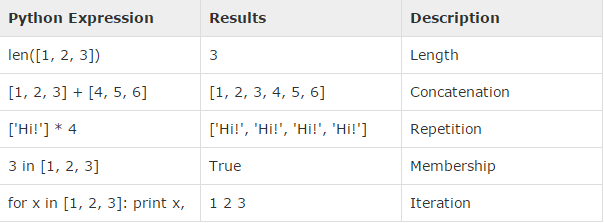 Python Expression Results Description
len([1, 2, 3]) 3 Length
[1, 2, 3] + [4, 5, 6] [1, 2, 3, 4, 5, 6] Concatenation
['Hi!'] * 4 ['Hi!', 'Hi!', 'Hi!', 'Hi!'] Repetition
3 in [1, 2, 3] True Membership
for x in [1, 2, 3]: print x, 1 2 3 Iteration